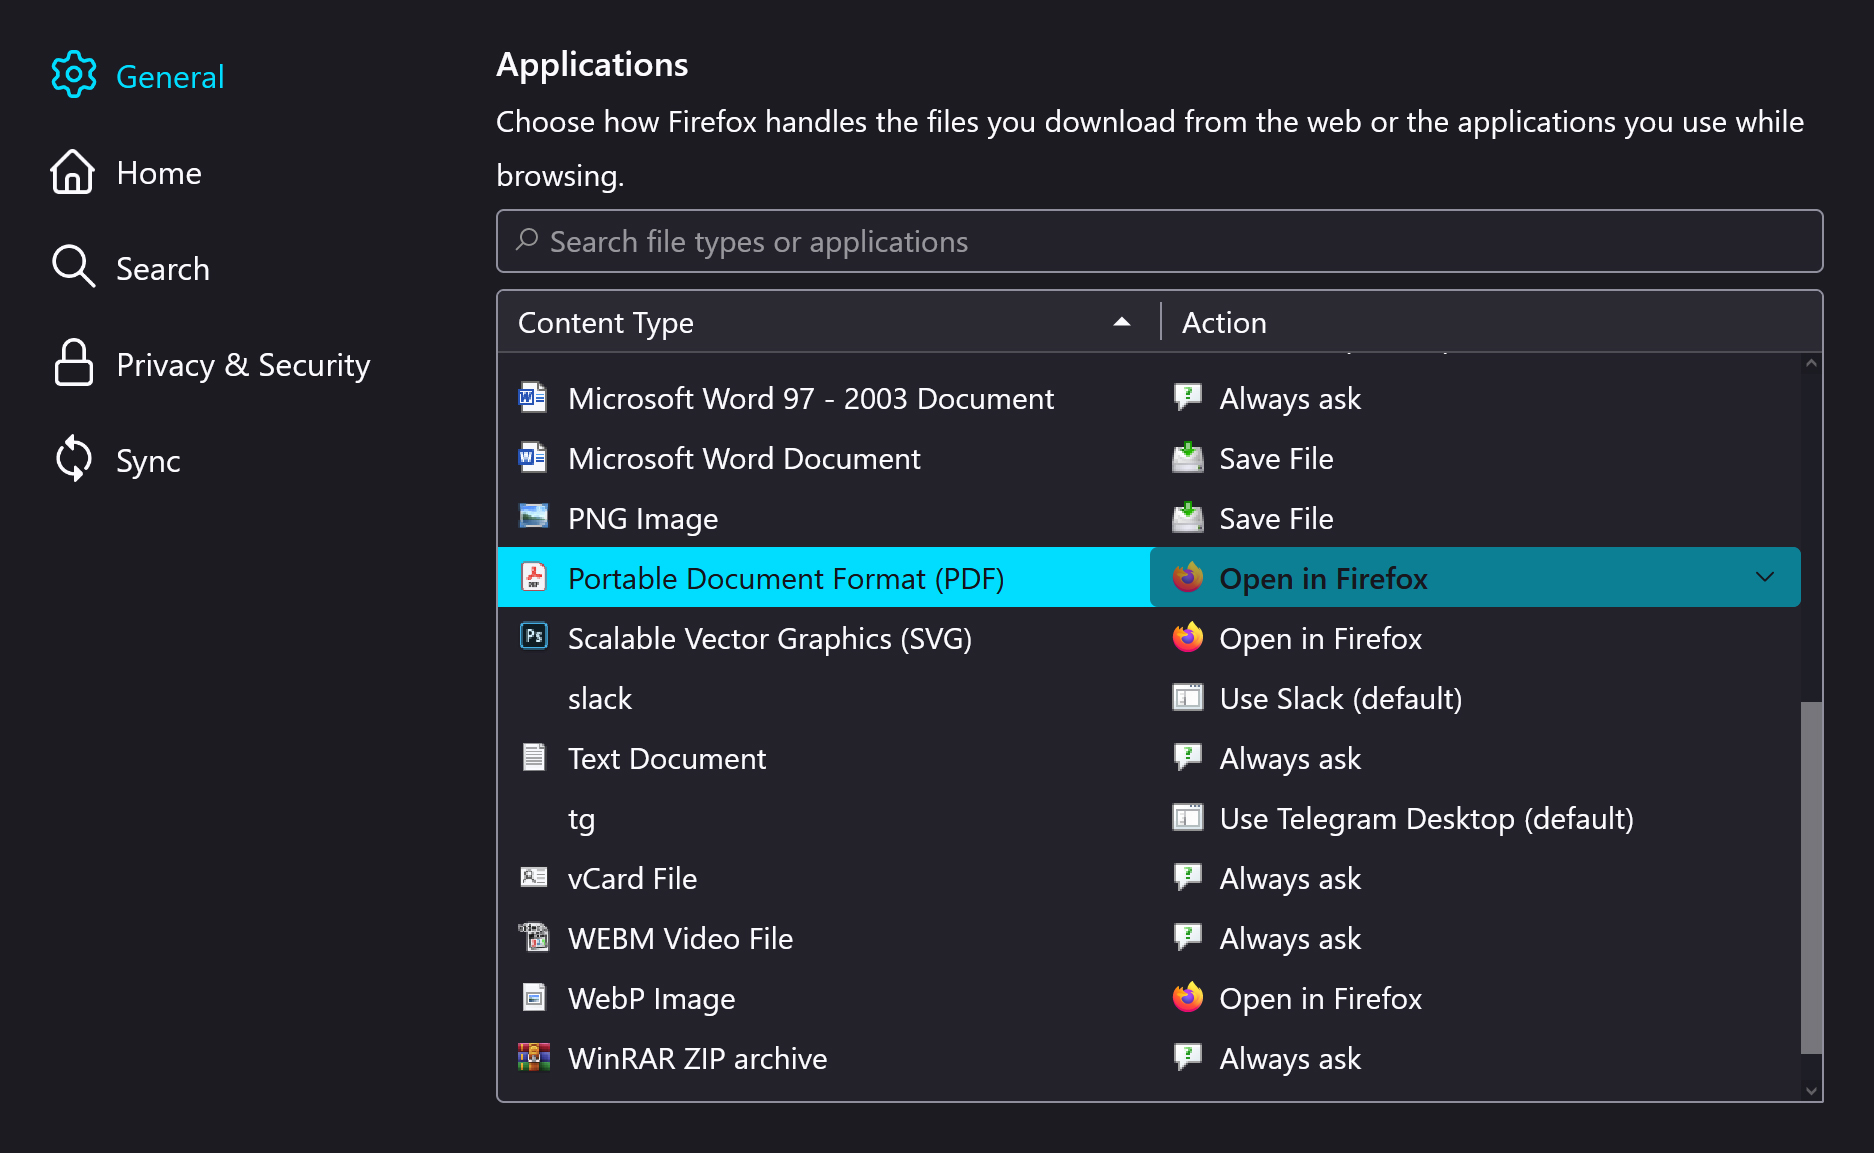 General
Home
Search
Privacy & Security
Sync
Applications
Choose how Firefox handles the files you download from the web or the applications you use while
browsing.
Search file types or applications
Content Type Action
Microsoft Word 97 - 2003 Document Always ask
Microsoft Word Document Save File
PNG Image Save File
Portable Document Format (PDF) Open in Firefox
Scalable Vector Graphics (SVG) Open in Firefox
slack Use Slack (default)
Text Document Always ask
tg Use Telegram Desktop (default)
vCard File Always ask
WEBM Video File Always ask
WebP Image Open in Firefox
WinRAR ZIP archive Always ask